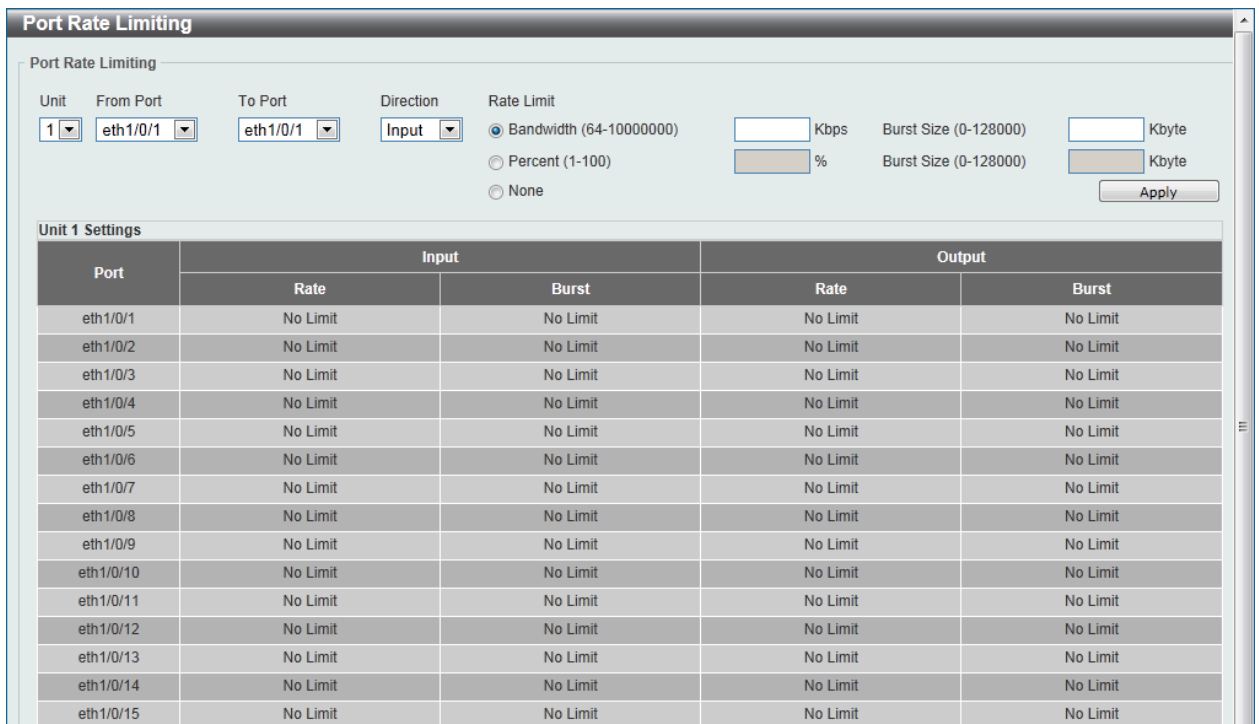 Port Rate Limiting
Port Rate Limiting
Unit From Port To Port Direction Rate Limit
1 eth1/0/1 eth1/0/1 Input Bandwidth (64-10000000) Kbps Burst Size (0-128000) Kbyte
Percent (1-100) % Burst Size (0-128000) Kbyte
None Apply
Unit 1 Settings
Port Input Output
Rate Burst Rate Burst
eth1/0/1 No Limit No Limit No Limit No Limit
eth1/0/2 No Limit No Limit No Limit No Limit
eth1/0/3 No Limit No Limit No Limit No Limit
eth1/0/4 No Limit No Limit No Limit No Limit
eth1/0/5 No Limit No Limit No Limit No Limit
eth1/0/6 No Limit No Limit No Limit No Limit
eth1/0/7 No Limit No Limit No Limit No Limit
eth1/0/8 No Limit No Limit No Limit No Limit
eth1/0/9 No Limit No Limit No Limit No Limit
eth1/0/10 No Limit No Limit No Limit No Limit
eth1/0/11 No Limit No Limit No Limit No Limit
eth1/0/12 No Limit No Limit No Limit No Limit
eth1/0/13 No Limit No Limit No Limit No Limit
eth1/0/14 No Limit No Limit No Limit No Limit
eth1/0/15 No Limit No Limit No Limit No Limit